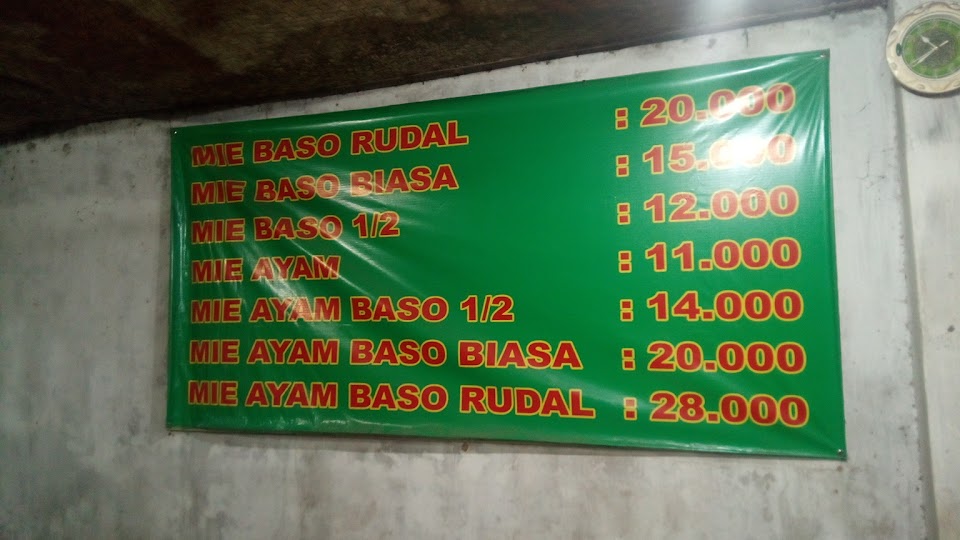 MIE BASO RUDAL : 20.000
MIE BASO BIASA : 15.000
MIE BASO 1/2 : 12.000
MIE AYAM : 11.000
MIE AYAM BASO 1/2 : 14.000
MIE AYAM BASO BIASA : 20.000
MIE AYAM BASO RUDAL : 28.000